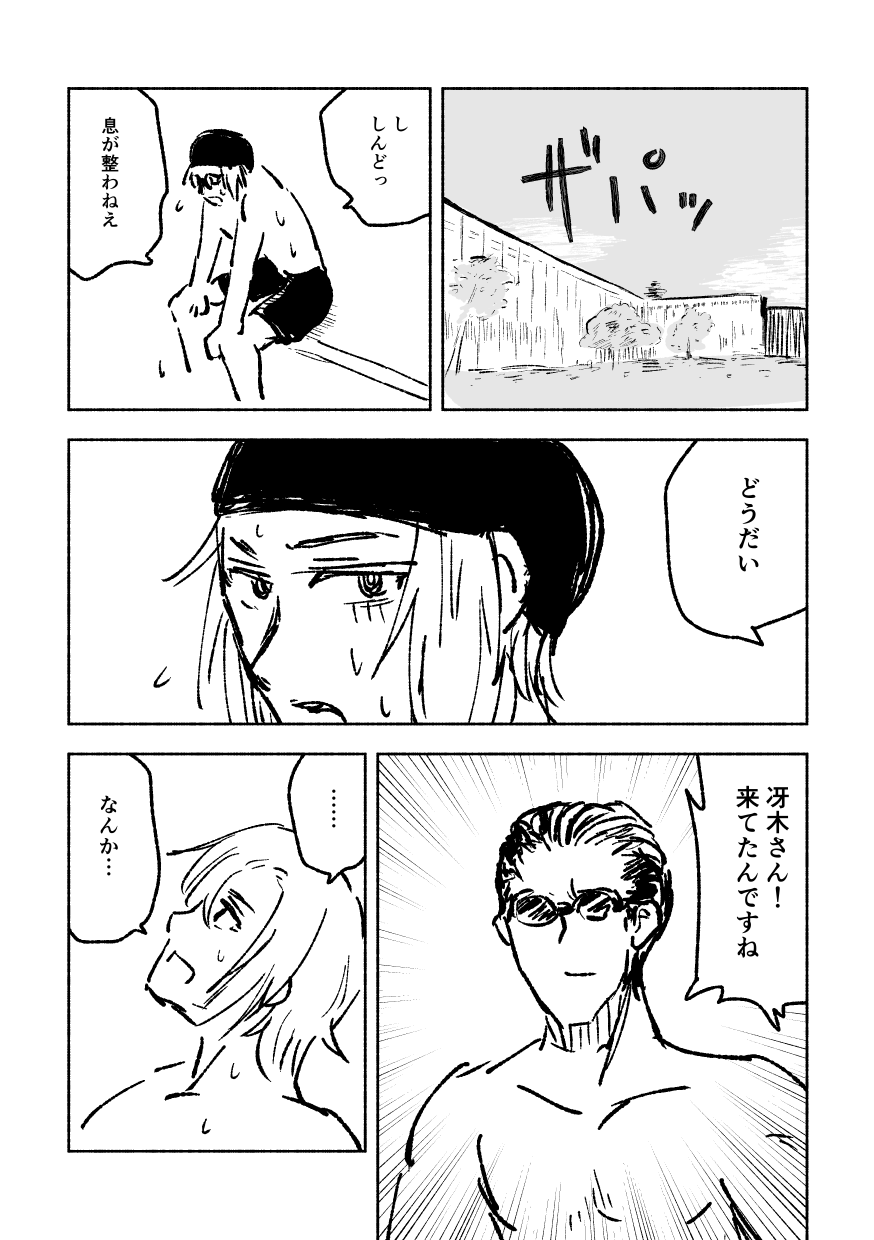 ザパッ
し
しんどっ
息が整わねえ
どうだい
冴木さん！
来てたんですね
……
なんか…